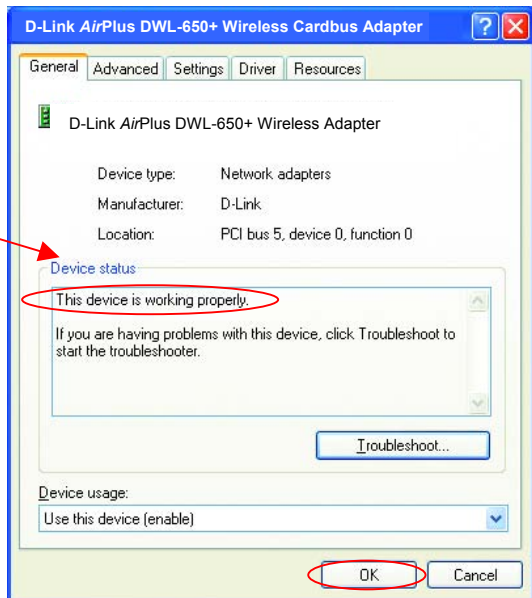 D-Link AirPlus DWL-650+ Wireless Cardbus Adapter
General Advanced Settings Driver Resources
D-Link AirPlus DWL-650+ Wireless Adapter
Device type: Network adapters
Manufacturer: D-Link
Location: PCI bus 5, device 0, function 0
Device status
This device is working properly.
If you are having problems with this device, click Troubleshoot to
start the troubleshooter.
Troubleshoot...
Device usage:
Use this device (enable)
OK Cancel